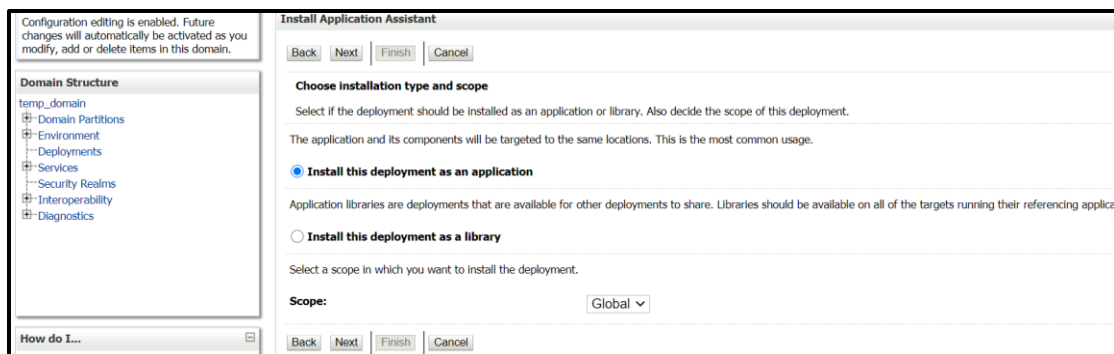 Configuration editing is enabled. Future
changes will automatically be activated as you
modify, add or delete items in this domain.
Domain Structure
temp_domain
Domain Partitions
Environment
Deployments
Services
Security Realms
Interoperability
Diagnostics
How do I...
Install Application Assistant
Back Next Finish Cancel
Choose installation type and scope
Select if the deployment should be installed as an application or library. Also decide the scope of this deployment.
The application and its components will be targeted to the same locations. This is the most common usage.
Install this deployment as an application
Application libraries are deployments that are available for other deployments to share. Libraries should be available on all of the targets running their referencing
Install this deployment as a library
Select a scope in which you want to install the deployment.
Scope: Global
Back Next Finish Cancel